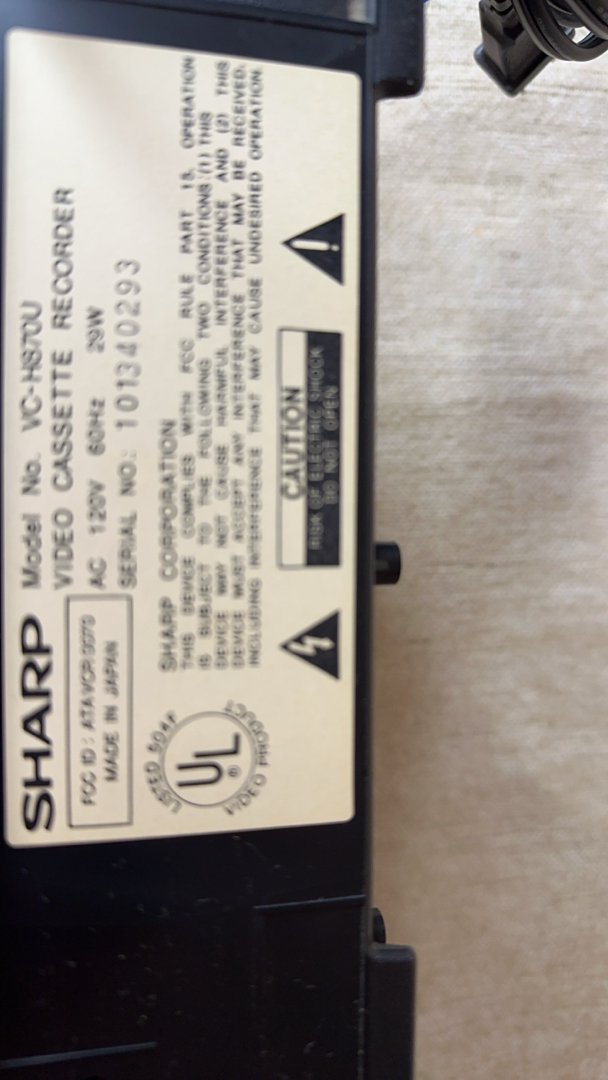 SHARP
Model No. VC-H870U
VIDEO CASSETTE RECORDER
AC 120V 60Hz 29W
SERIAL NO.: 101340293
FCC ID : ATAVCR0070
MADE IN JAPAN
SHARP CORPORATION
THIS DEVICE COMPLIES WITH FCC RULE PART 15. OPERATION
IS SUBJECT TO THE FOLLOWING TWO CONDITIONS:(1) THIS
DEVICE MAY NOT CAUSE HARMFUL INTERFERENCE AND (2) THIS
DEVICE MUST ACCEPT ANY INTERFERENCE THAT MAY BE RECEIVED,
INCLUDING INTERFERENCE THAT MAY CAUSE UNDESIRED OPERATION.
LISTED
UL
®
VIDEO PRODUCT
CAUTION
RISK OF ELECTRIC SHOCK
DO NOT OPEN